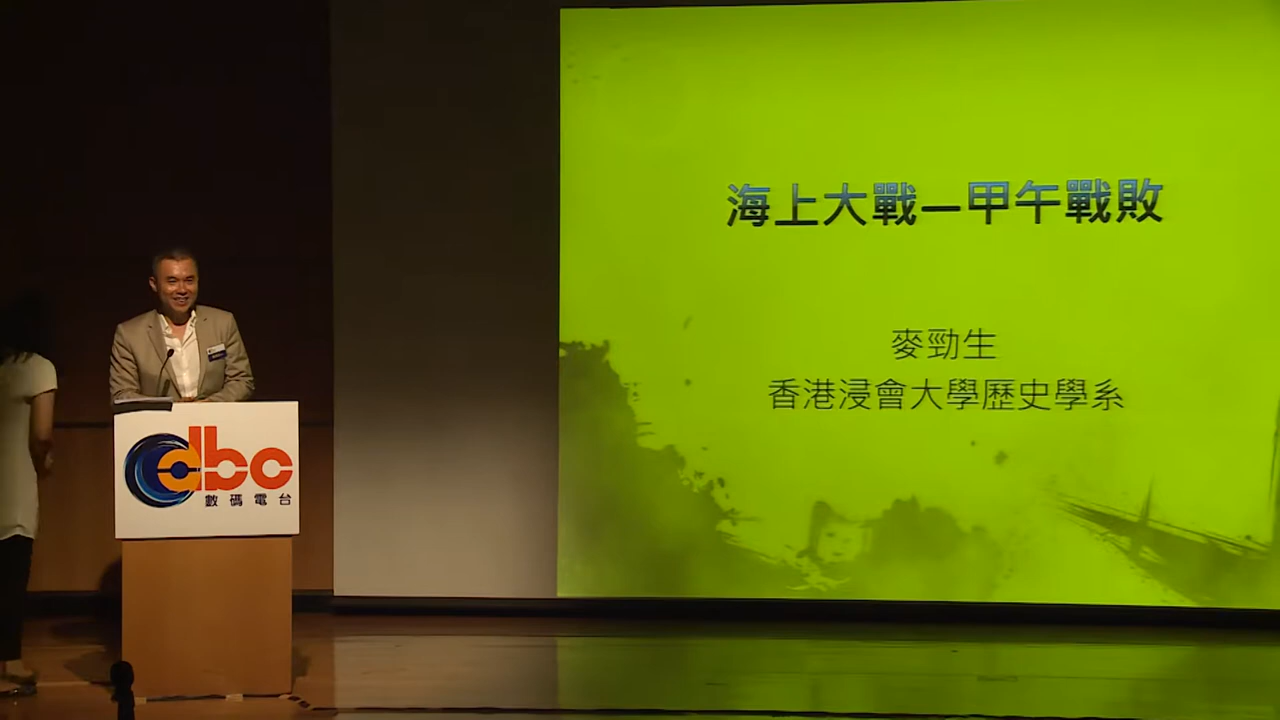 海上大戰—甲午戰敗
麥勁生
香港浸會大學歷史學系
dbc
數碼電台